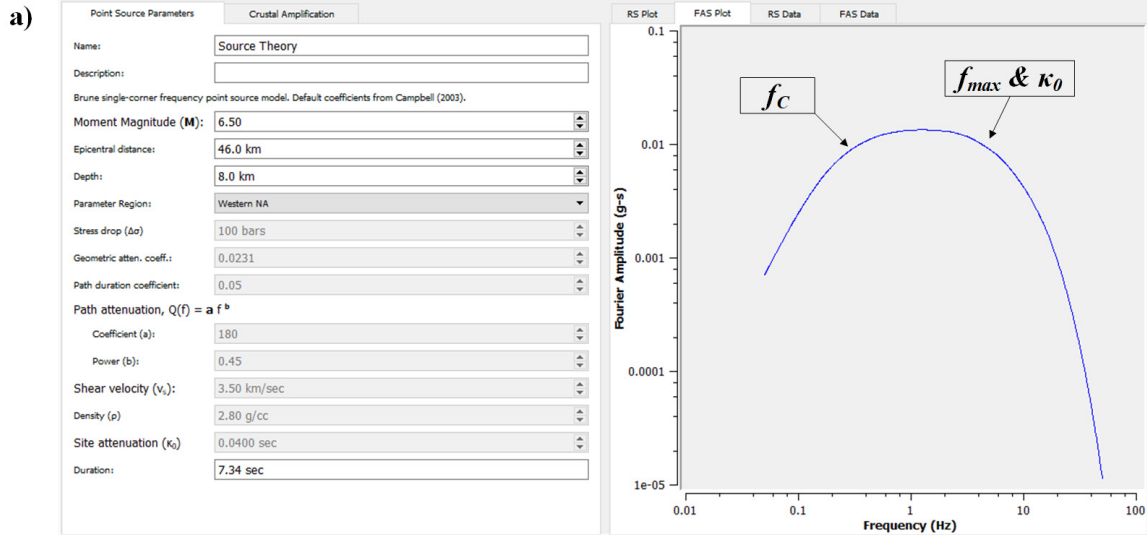 a)
Point Source Parameters
Crustal Amplification
Name:
Source Theory
Description:
Brune single-corner frequency point source model. Default coefficients from Campbell (2003).
Moment Magnitude (M):
6.50
Epicentral distance:
46.0 km
Depth:
8.0 km
Parameter Region:
Western NA
Stress drop (Δσ)
100 bars
Geometric atten. coeff.:
0.0231
Path duration coefficient:
0.05
Path attenuation, Q(f) = a f ᵇ
Coefficient (a):
180
Power (b):
0.45
Shear velocity (vₛ):
3.50 km/sec
Density (ρ)
2.80 g/cc
Site attenuation (κ₀)
0.0400 sec
Duration:
7.34 sec
RS Plot
FAS Plot
RS Data
FAS Data
Fourier Amplitude (g-s)
0.1
0.01
0.001
0.0001
1e-05
f_C
f_max & κ₀
0.01
0.1
1
10
100
Frequency (Hz)